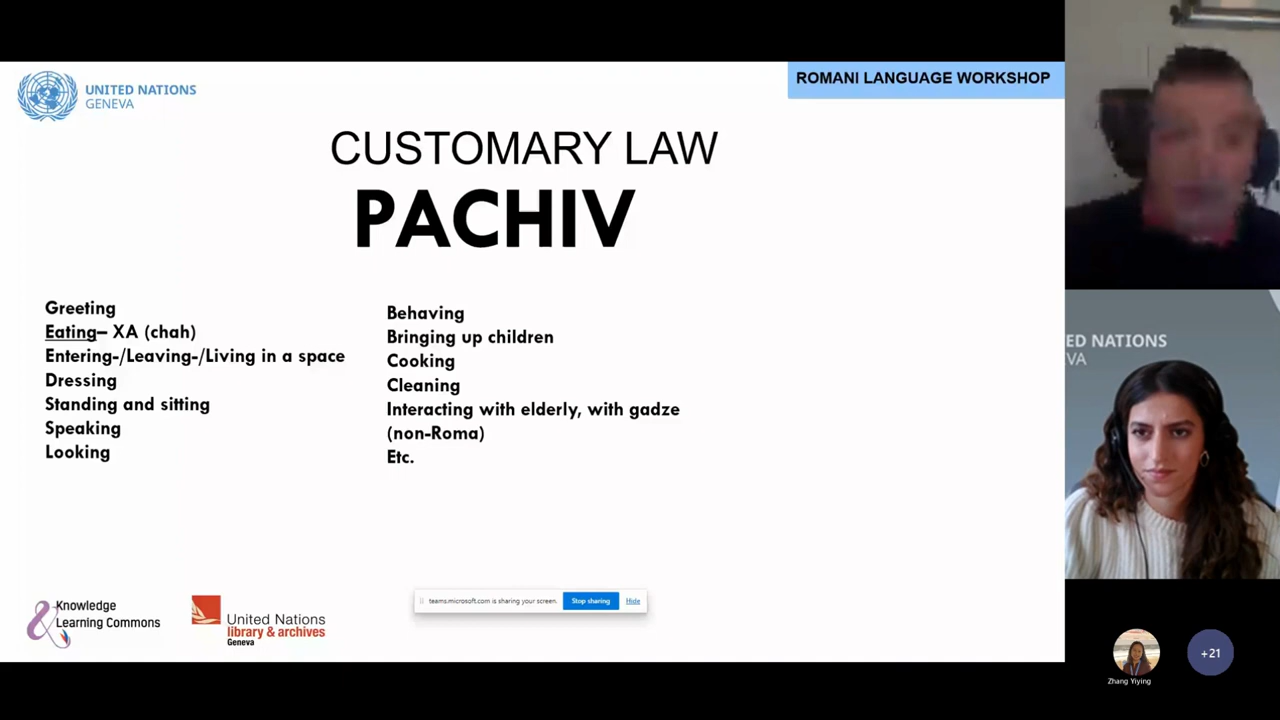 UNITED NATIONS
GENEVA
ROMANI LANGUAGE WORKSHOP
CUSTOMARY LAW
PACHIV
Greeting
Eating– XA (chah)
Entering-/Leaving-/Living in a space
Dressing
Standing and sitting
Speaking
Looking
Behaving
Bringing up children
Cooking
Cleaning
Interacting with elderly, with gadze
(non-Roma)
Etc.
Knowledge
& Learning Commons
United Nations
library & archives
Geneva
teams.microsoft.com is sharing your screen.
Stop sharing
Hide
ED NATIONS
VA
Zhang Yiying
+21